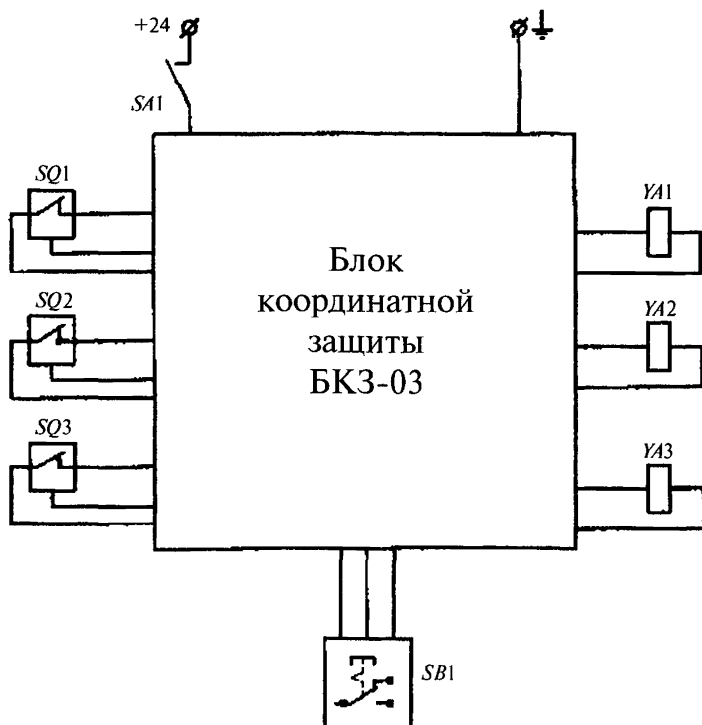 +24
SA1
SQ1
YA1
Блок
координатной
защиты
БКЗ-03
SQ2
YA2
SQ3
YA3
SB1